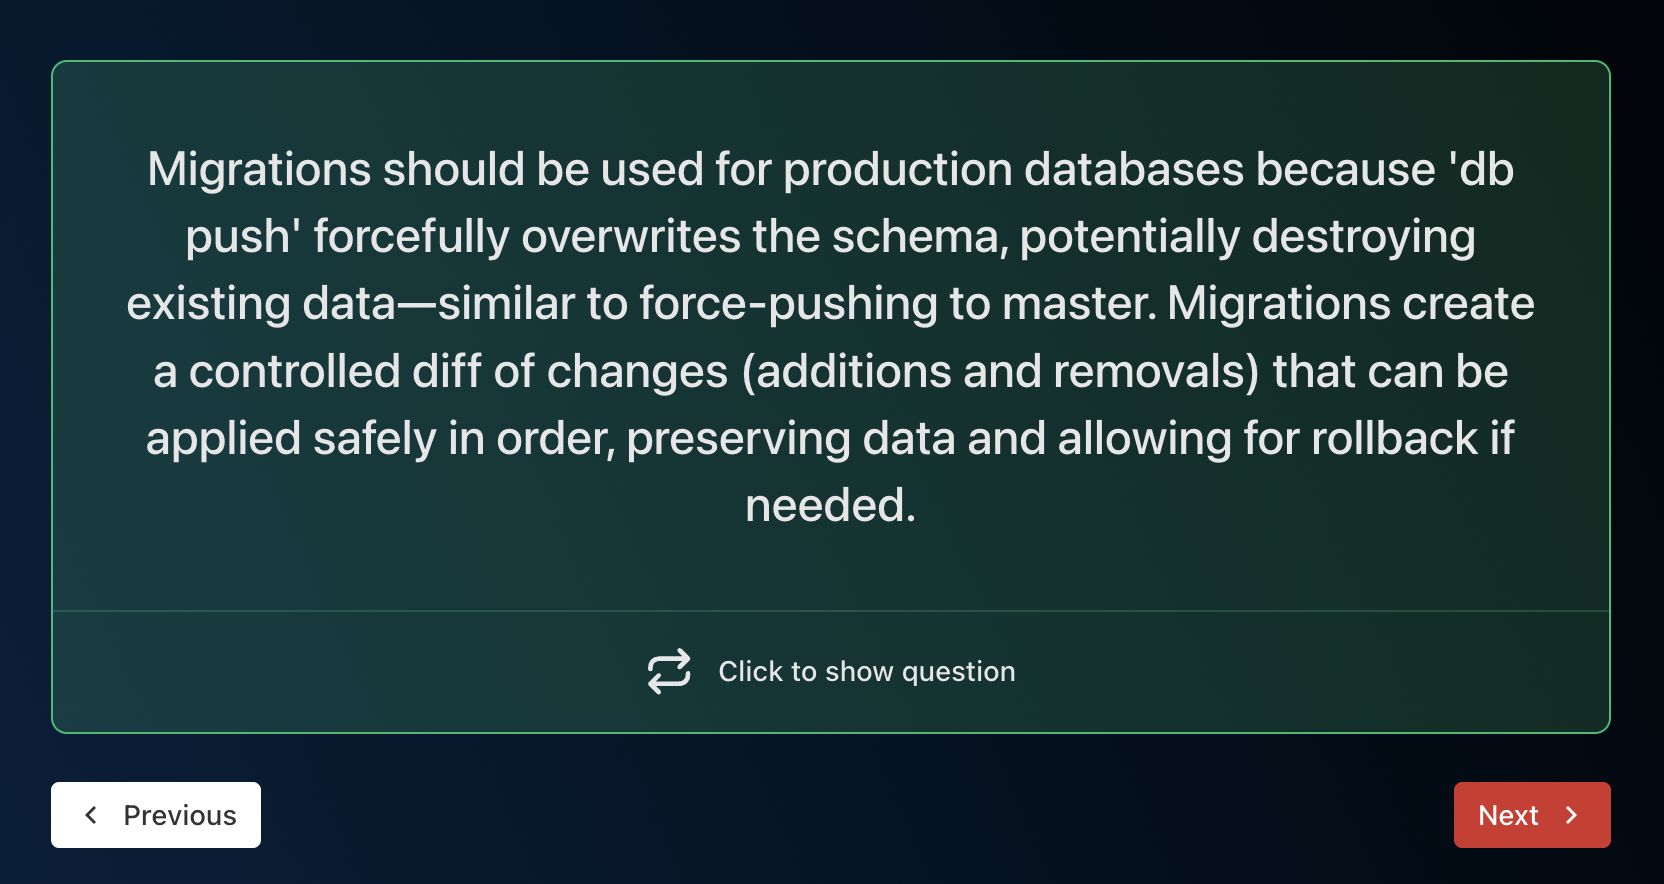 Migrations should be used for production databases because 'db
push' forcefully overwrites the schema, potentially destroying
existing data—similar to force-pushing to master. Migrations create
a controlled diff of changes (additions and removals) that can be
applied safely in order, preserving data and allowing for rollback if
needed.
Click to show question
Previous
Next